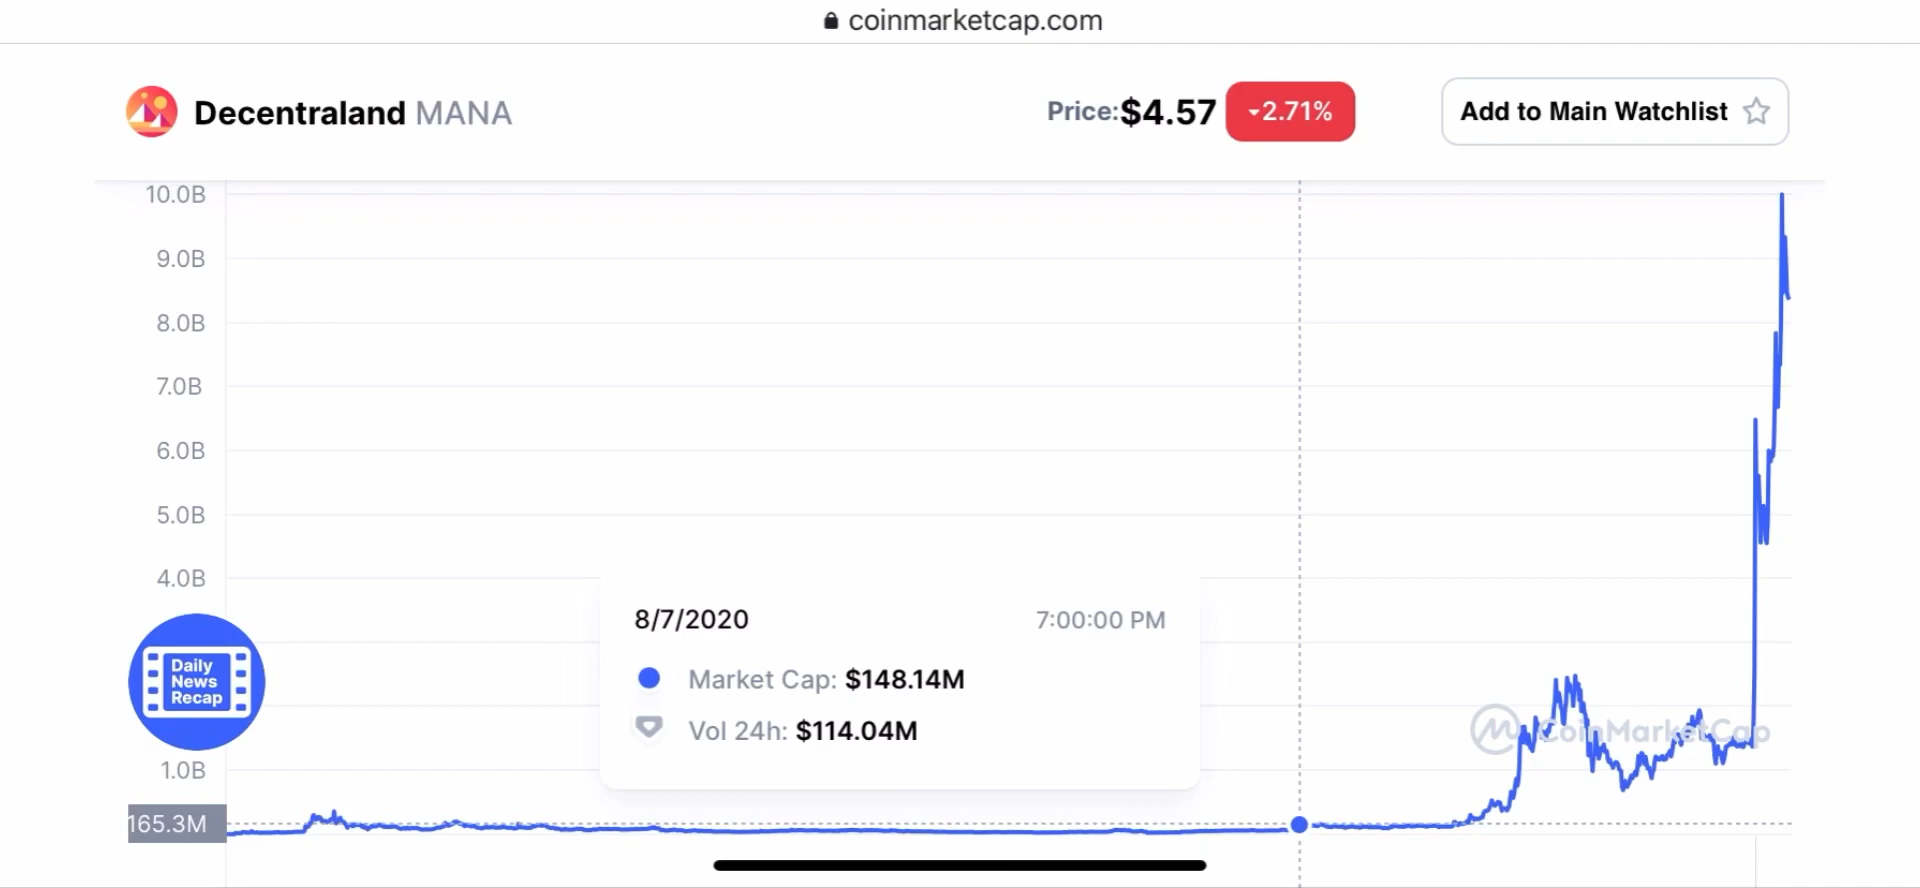 coinmarketcap.com
Decentraland MANA
Price:$4.57 2.71%
Add to Main Watchlist
10.0B
9.0B
8.0B
7.0B
6.0B
5.0B
4.0B
8/7/2020 7:00:00 PM
Market Cap: $148.14M
Vol 24h: $114.04M
Daily
News
Recap
CoinMarketCap
1.0B
165.3M